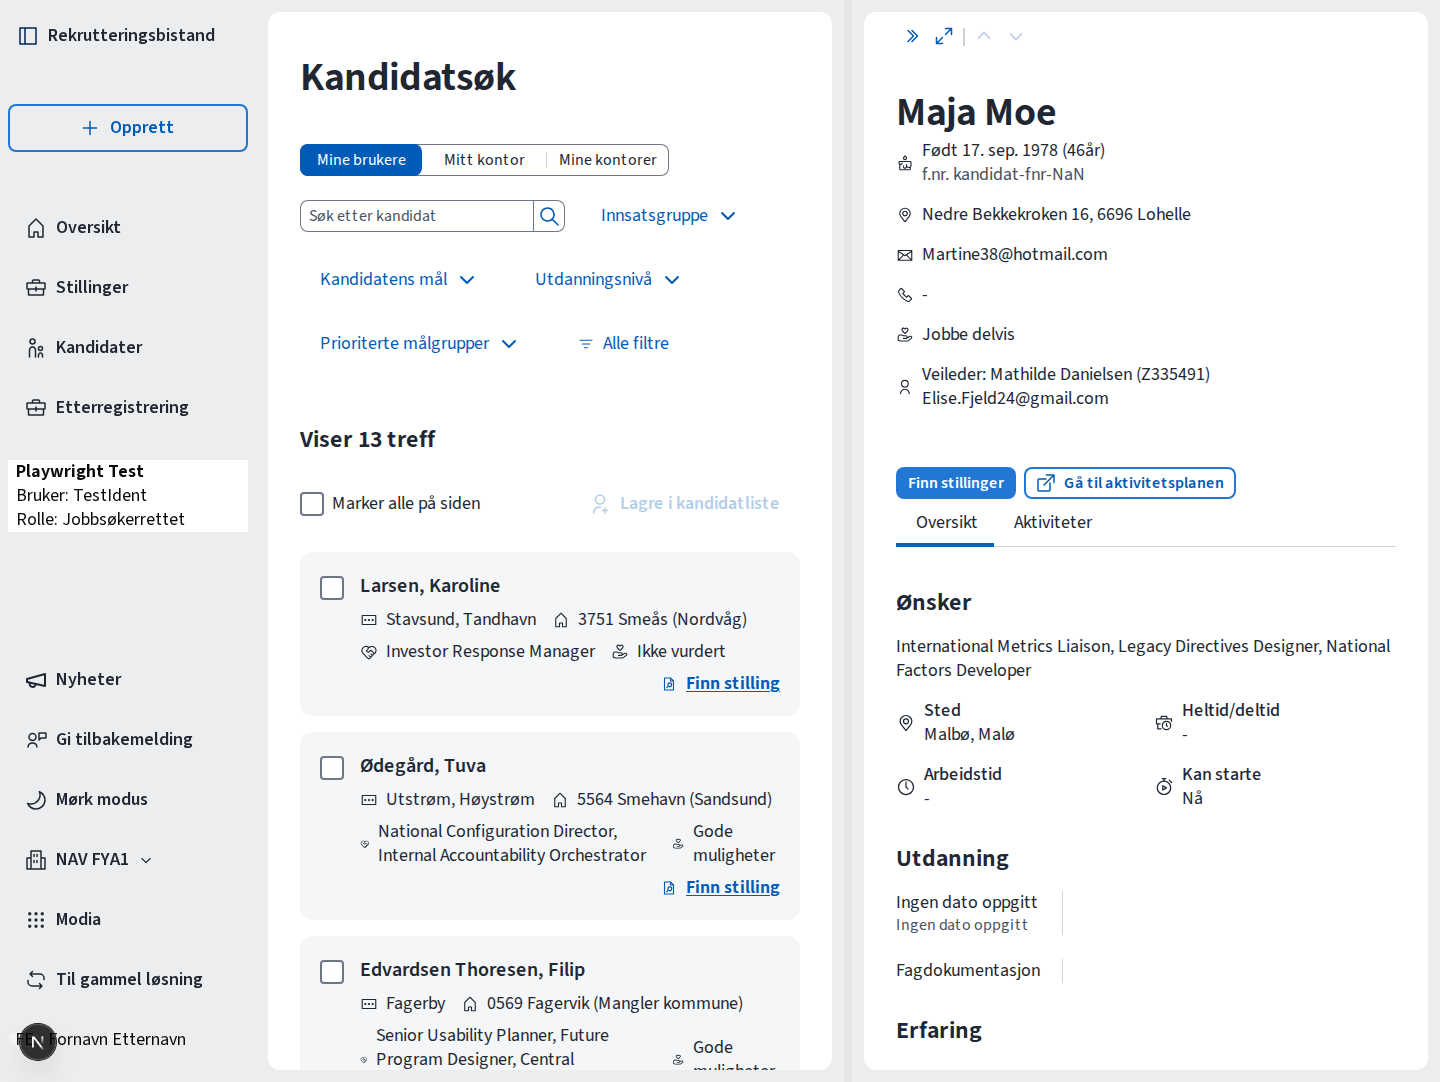 Rekrutteringsbistand
Opprett
Oversikt
Stillinger
Kandidater
Etterregistrering
Playwright Test
Bruker: TestIdent
Rolle: Jobbsøkerrettet
Nyheter
Gi tilbakemelding
Mørk modus
NAV FYA1
Modia
Til gammel løsning
N
Fornavn Etternavn
Kandidatsøk
Mine brukere
Mitt kontor
Mine kontorer
Søk etter kandidat
Innsatsgruppe
Kandidatens mål
Utdanningsnivå
Prioriterte målgrupper
Alle filtre
Viser 13 treff
Marker alle på siden
Lagre i kandidatliste
Larsen, Karoline
Stavsund, Tandhavn
3751 Smeås (Nordvåg)
Investor Response Manager
Ikke vurdert
Finn stilling
Ødegård, Tuva
Utstrøm, Høystrøm
5564 Smehavn (Sandsund)
National Configuration Director,
Internal Accountability Orchestrator
Gode
muligheter
Finn stilling
Edvardsen Thoresen, Filip
Fagerby
0569 Fagervik (Mangler kommune)
Senior Usability Planner, Future
Program Designer, Central
Gode
muligheter
Maja Moe
Født 17. sep. 1978 (46år)
f.nr. kandidat-fnr-NaN
Nedre Bekkekroken 16, 6696 Lohelle
Martine38@hotmail.com
-
Jobbe delvis
Veileder: Mathilde Danielsen (Z335491)
Elise.Fjeld24@gmail.com
Finn stillinger
Gå til aktivitetsplanen
Oversikt
Aktiviteter
Ønsker
International Metrics Liaison, Legacy Directives Designer, National
Factors Developer
Sted
Malbø, Malø
Heltid/deltid
-
Arbeidstid
-
Kan starte
Nå
Utdanning
Ingen dato oppgitt
Ingen dato oppgitt
Fagdokumentasjon
Erfaring